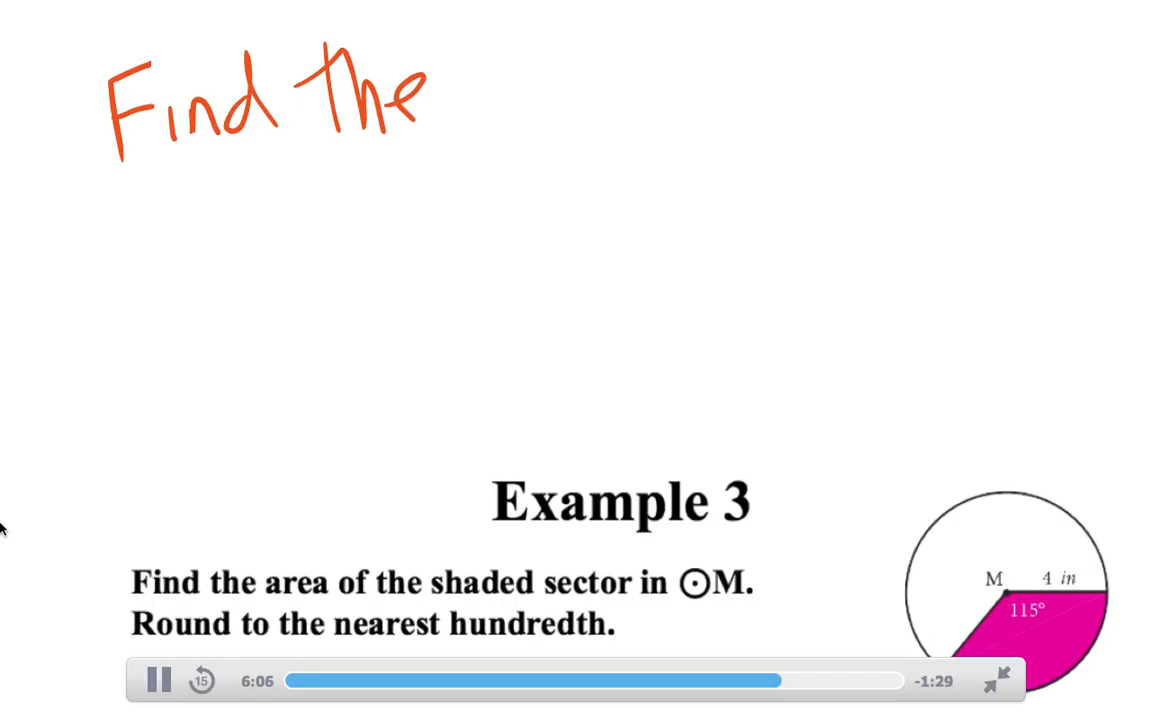 Find the
Example 3
Find the area of the shaded sector in ⊙M.
Round to the nearest hundredth.
M 4 in
115°
15 6:06 -1:29